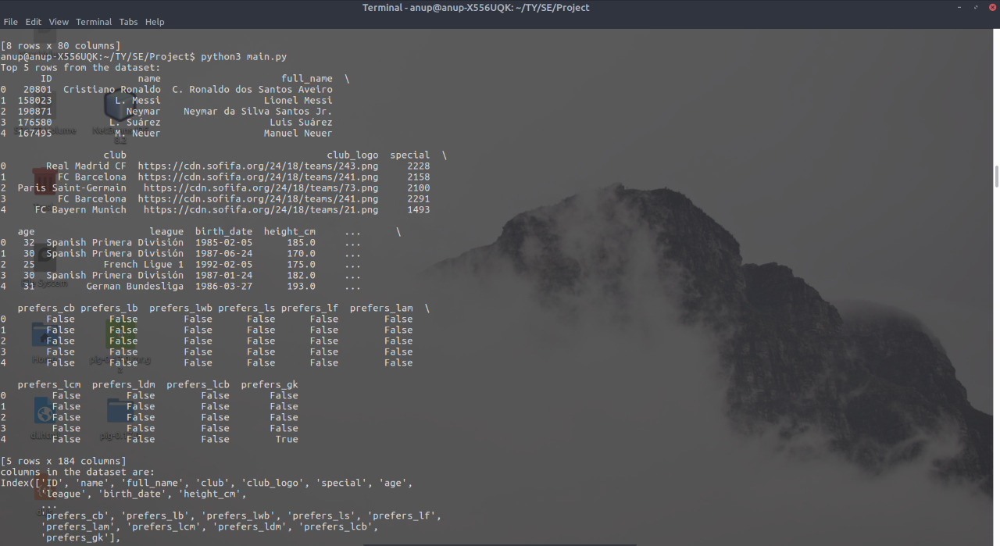 Terminal - anup@anup-X556UQK: ~/TY/SE/Project
File Edit View Terminal Tabs Help
[8 rows x 80 columns]
anup@anup-X556UQK:~/TY/SE/Project$ python3 main.py
Top 5 rows from the dataset:
ID name full_name \
0 20801 Cristiano Ronaldo C. Ronaldo dos Santos Aveiro
1 158023 L. Messi Lionel Messi
2 190871 Neymar Neymar da Silva Santos Jr.
3 176580 L. Suárez Luis Suárez
4 167495 M. Neuer Manuel Neuer
club club_logo special \
0 Real Madrid CF https://cdn.sofifa.org/24/18/teams/243.png 2228
1 FC Barcelona https://cdn.sofifa.org/24/18/teams/241.png 2158
2 Paris Saint-Germain https://cdn.sofifa.org/24/18/teams/73.png 2100
3 FC Barcelona https://cdn.sofifa.org/24/18/teams/241.png 2291
4 FC Bayern Munich https://cdn.sofifa.org/24/18/teams/21.png 1493
age league birth_date height_cm ... \
0 32 Spanish Primera División 1985-02-05 185.0 ...
1 30 Spanish Primera División 1987-06-24 170.0 ...
2 25 French Ligue 1 1992-02-05 175.0 ...
3 30 Spanish Primera División 1987-01-24 182.0 ...
4 31 German Bundesliga 1986-03-27 193.0 ...
prefers_cb prefers_lb prefers_lwb prefers_ls prefers_lf prefers_lam \
0 False False False False False False
1 False False False False False False
2 False False False False False False
3 False False False False False False
4 False False False False False False
prefers_lcm prefers_ldm prefers_lcb prefers_gk
0 False False False False
1 False False False False
2 False False False False
3 False False False False
4 False False False True
[5 rows x 184 columns]
columns in the dataset are:
Index(['ID', 'name', 'full_name', 'club', 'club_logo', 'special', 'age',
'league', 'birth_date', 'height_cm',
...
'prefers_cb', 'prefers_lb', 'prefers_lwb', 'prefers_ls', 'prefers_lf',
'prefers_lam', 'prefers_lcm', 'prefers_ldm', 'prefers_lcb',
'prefers_gk'],